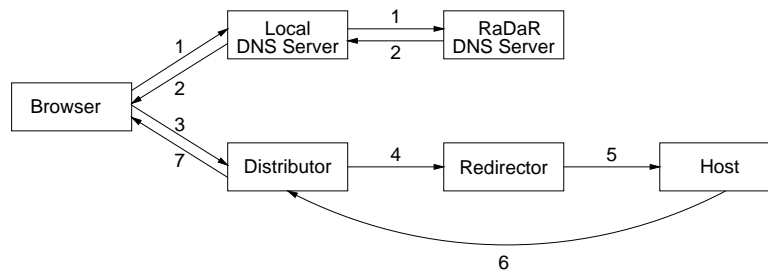 Local
DNS Server
1
RaDaR
DNS Server
2
1
2
Browser
3
7
Distributor
4
Redirector
5
Host
6